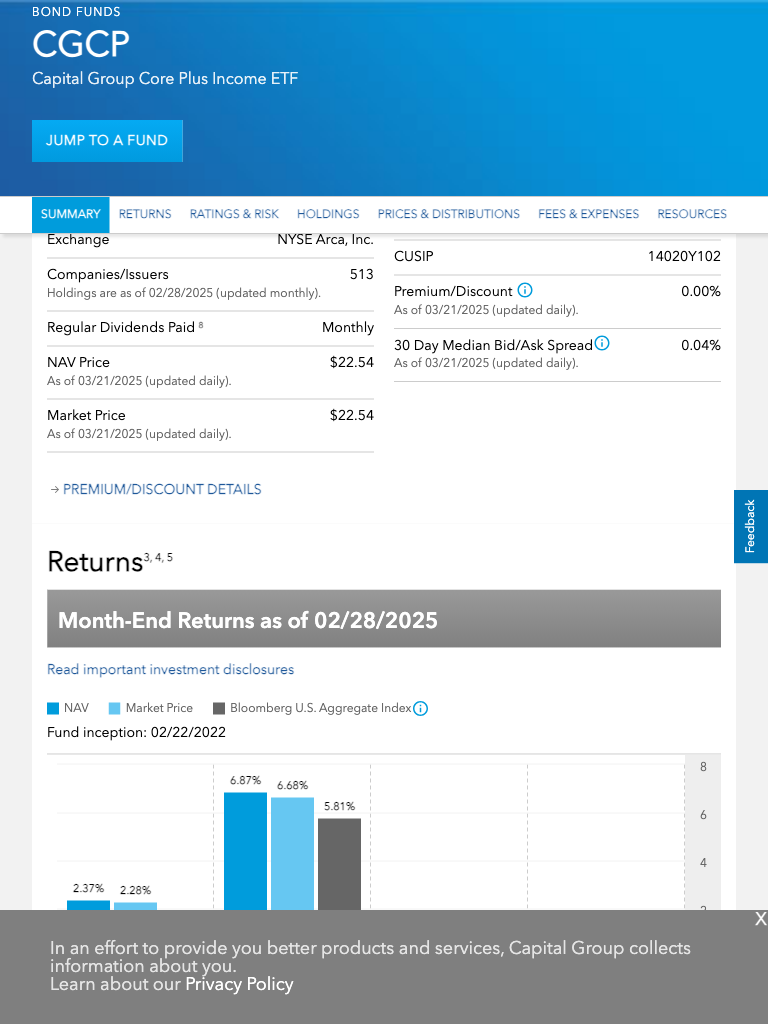 BOND FUNDS
CGCP
Capital Group Core Plus Income ETF
JUMP TO A FUND
SUMMARY RETURNS RATINGS & RISK HOLDINGS PRICES & DISTRIBUTIONS FEES & EXPENSES RESOURCES
Exchange NYSE Arca, Inc.
Companies/Issuers 513
Holdings are as of 02/28/2025 (updated monthly).
Regular Dividends Paid 8 Monthly
NAV Price $22.54
As of 03/21/2025 (updated daily).
Market Price $22.54
As of 03/21/2025 (updated daily).
CUSIP 14020Y102
Premium/Discount 0.00%
As of 03/21/2025 (updated daily).
30 Day Median Bid/Ask Spread 0.04%
As of 03/21/2025 (updated daily).
→ PREMIUM/DISCOUNT DETAILS
Feedback
Returns3, 4, 5
Month-End Returns as of 02/28/2025
Read important investment disclosures
NAV Market Price Bloomberg U.S. Aggregate Index
Fund inception: 02/22/2022
8
6.87% 6.68%
5.81%
6
4
2.37% 2.28%
X
In an effort to provide you better products and services, Capital Group collects
information about you.
Learn about our Privacy Policy